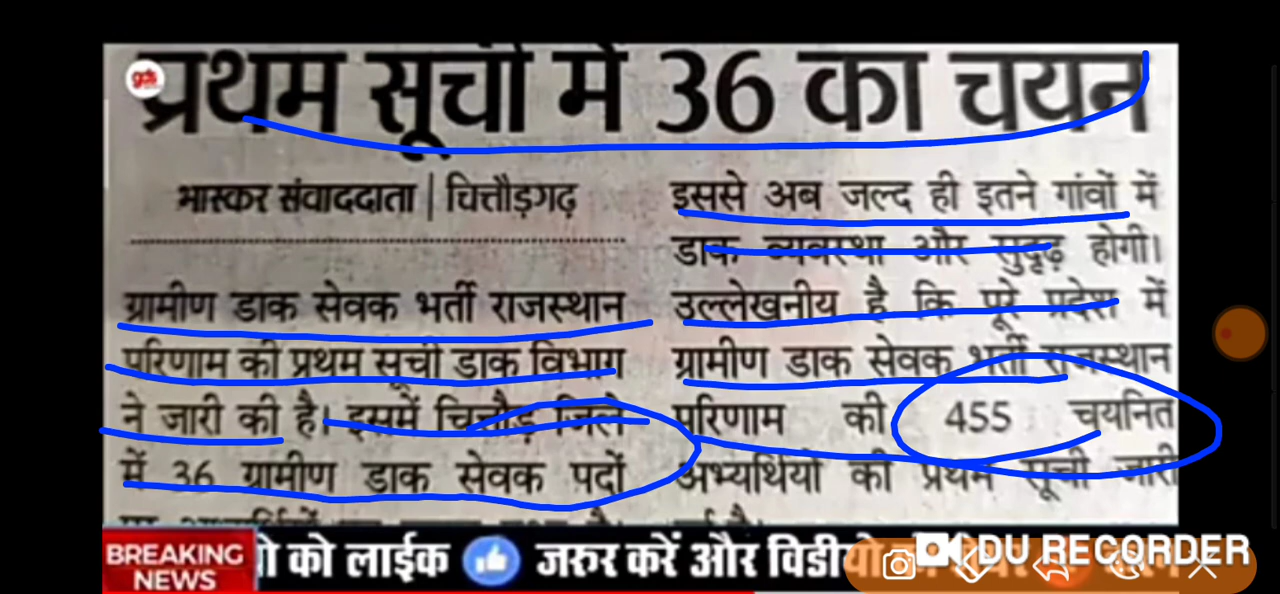 gds
प्रथम सूची में 36 का चयन
भास्कर संवाददाता | चित्तौड़गढ़
ग्रामीण डाक सेवक भर्ती राजस्थान
परिणाम की प्रथम सूची डाक विभाग
ने जारी की है। इसमें चित्तौड़ जिले
में 36 ग्रामीण डाक सेवक पदों
इससे अब जल्द ही इतने गांवों में
डाक व्यवस्था और सुदृढ़ होगी।
उल्लेखनीय है कि पूरे प्रदेश में
ग्रामीण डाक सेवक भर्ती राजस्थान
परिणाम की 455 चयनित
अभ्यर्थियों की प्रथम सूची जारी
BREAKING
NEWS
को लाईक जरुर करें और विडीयो
DU RECORDER